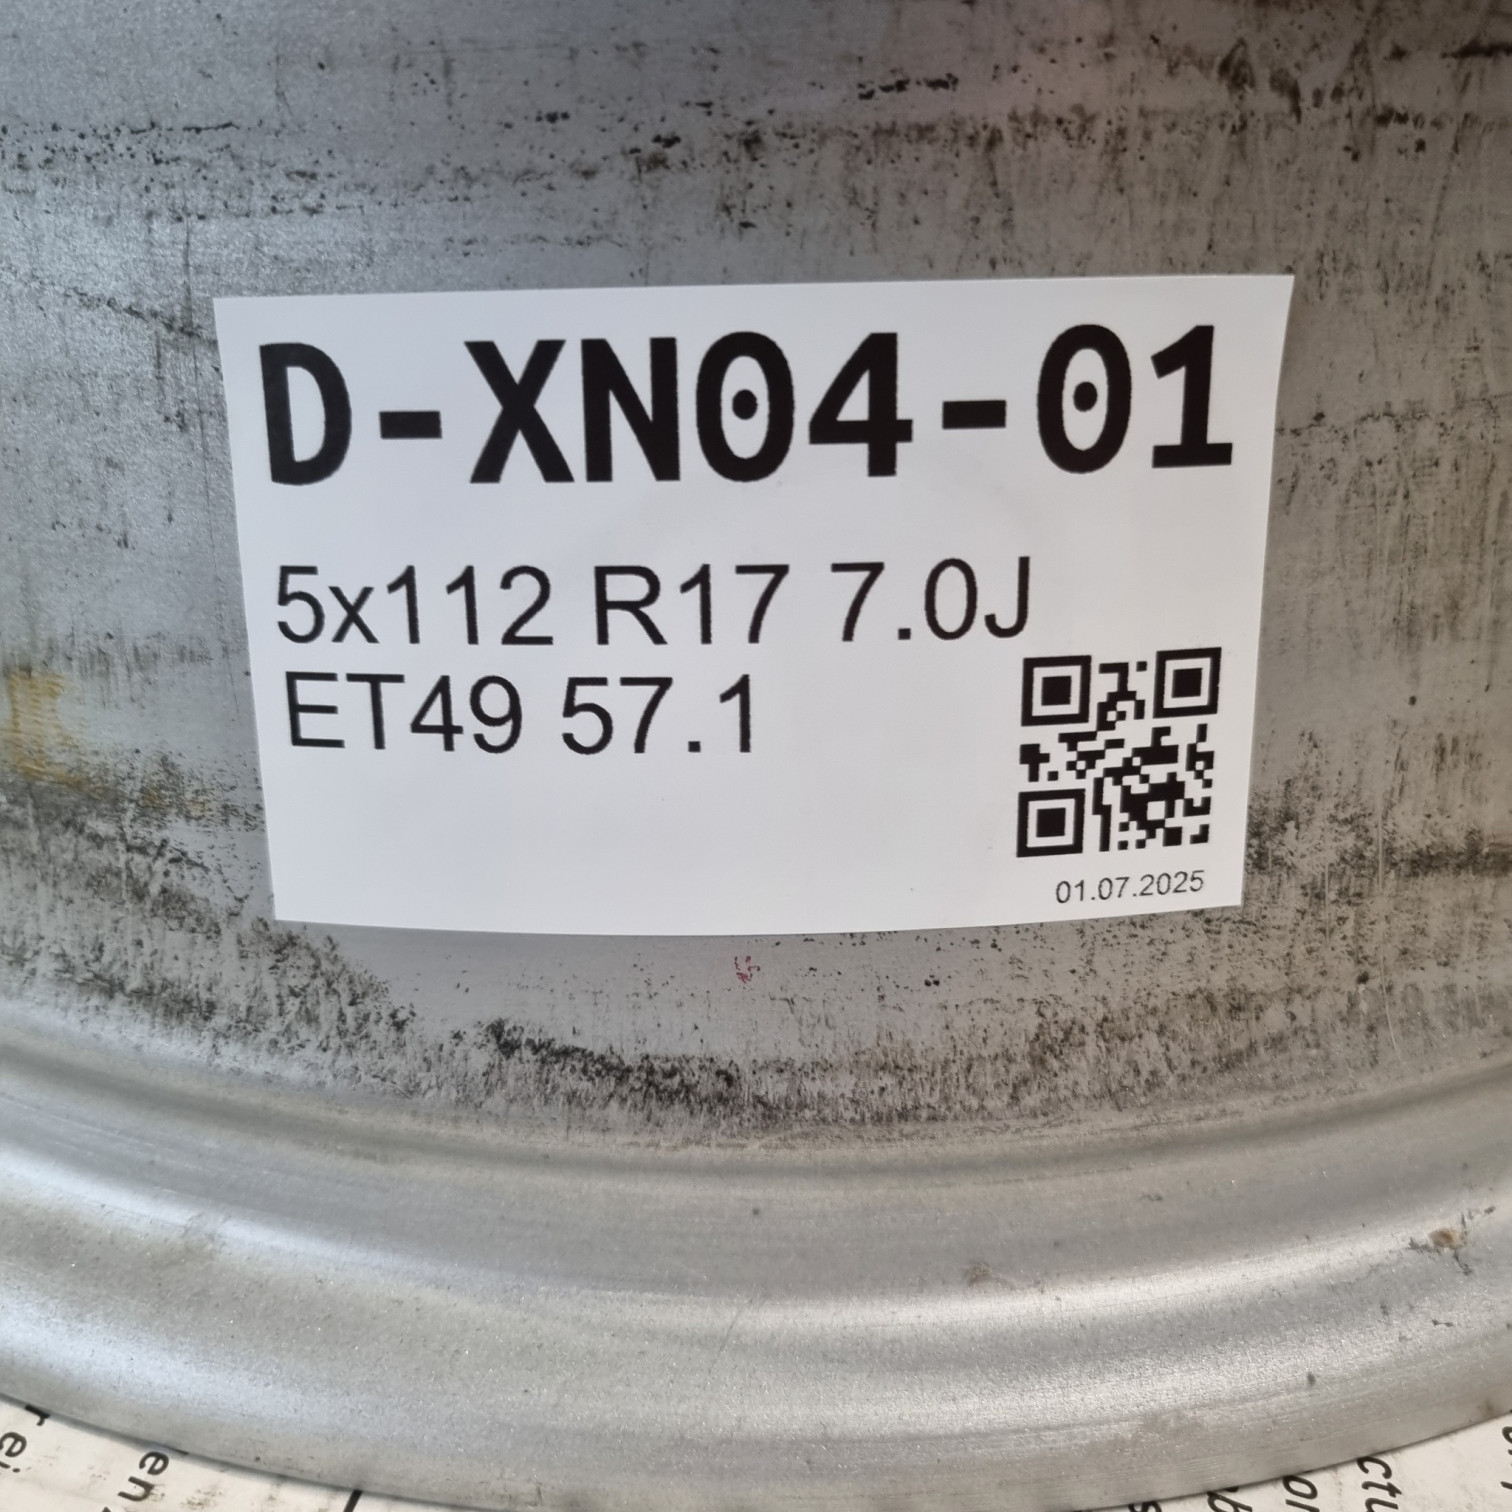 D-XN04-01
5x112 R17 7.0J
ET49 57.1
01.07.2025